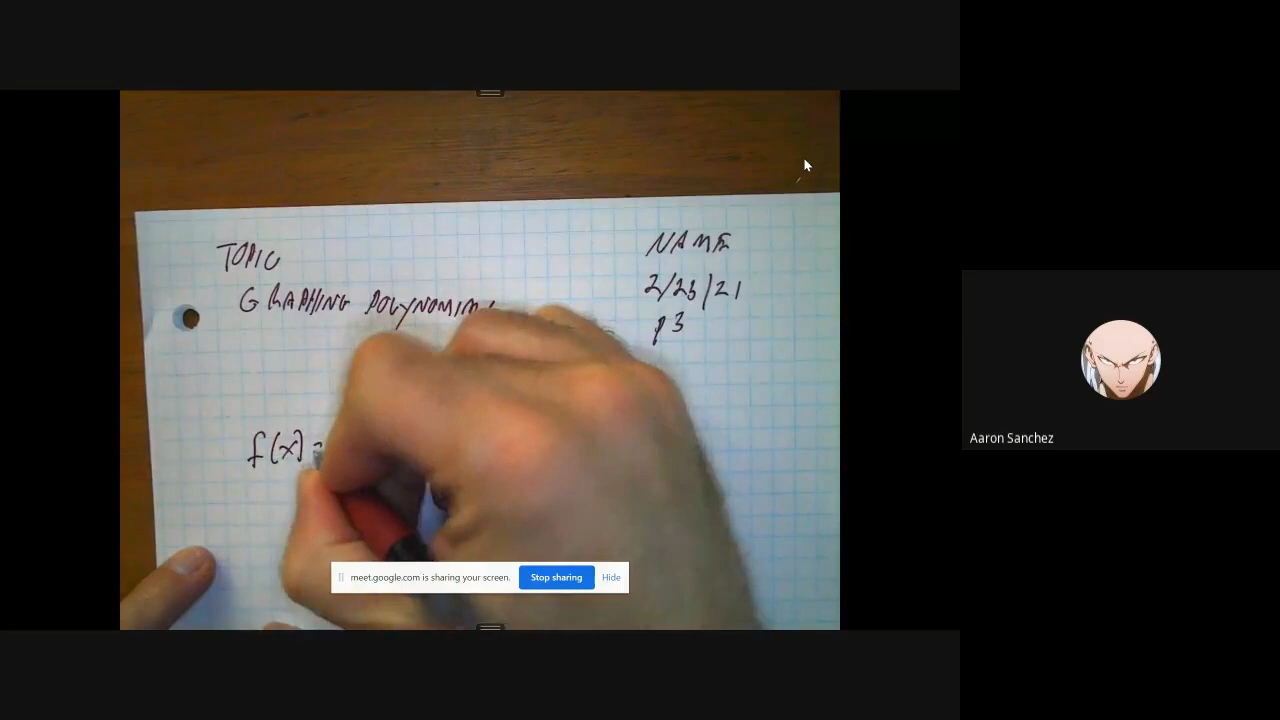 TOPIC
GRAPHING POLYNOMI
NAME
2/23/21
p3
f(x) =
meet.google.com is sharing your screen. Stop sharing Hide
Aaron Sanchez